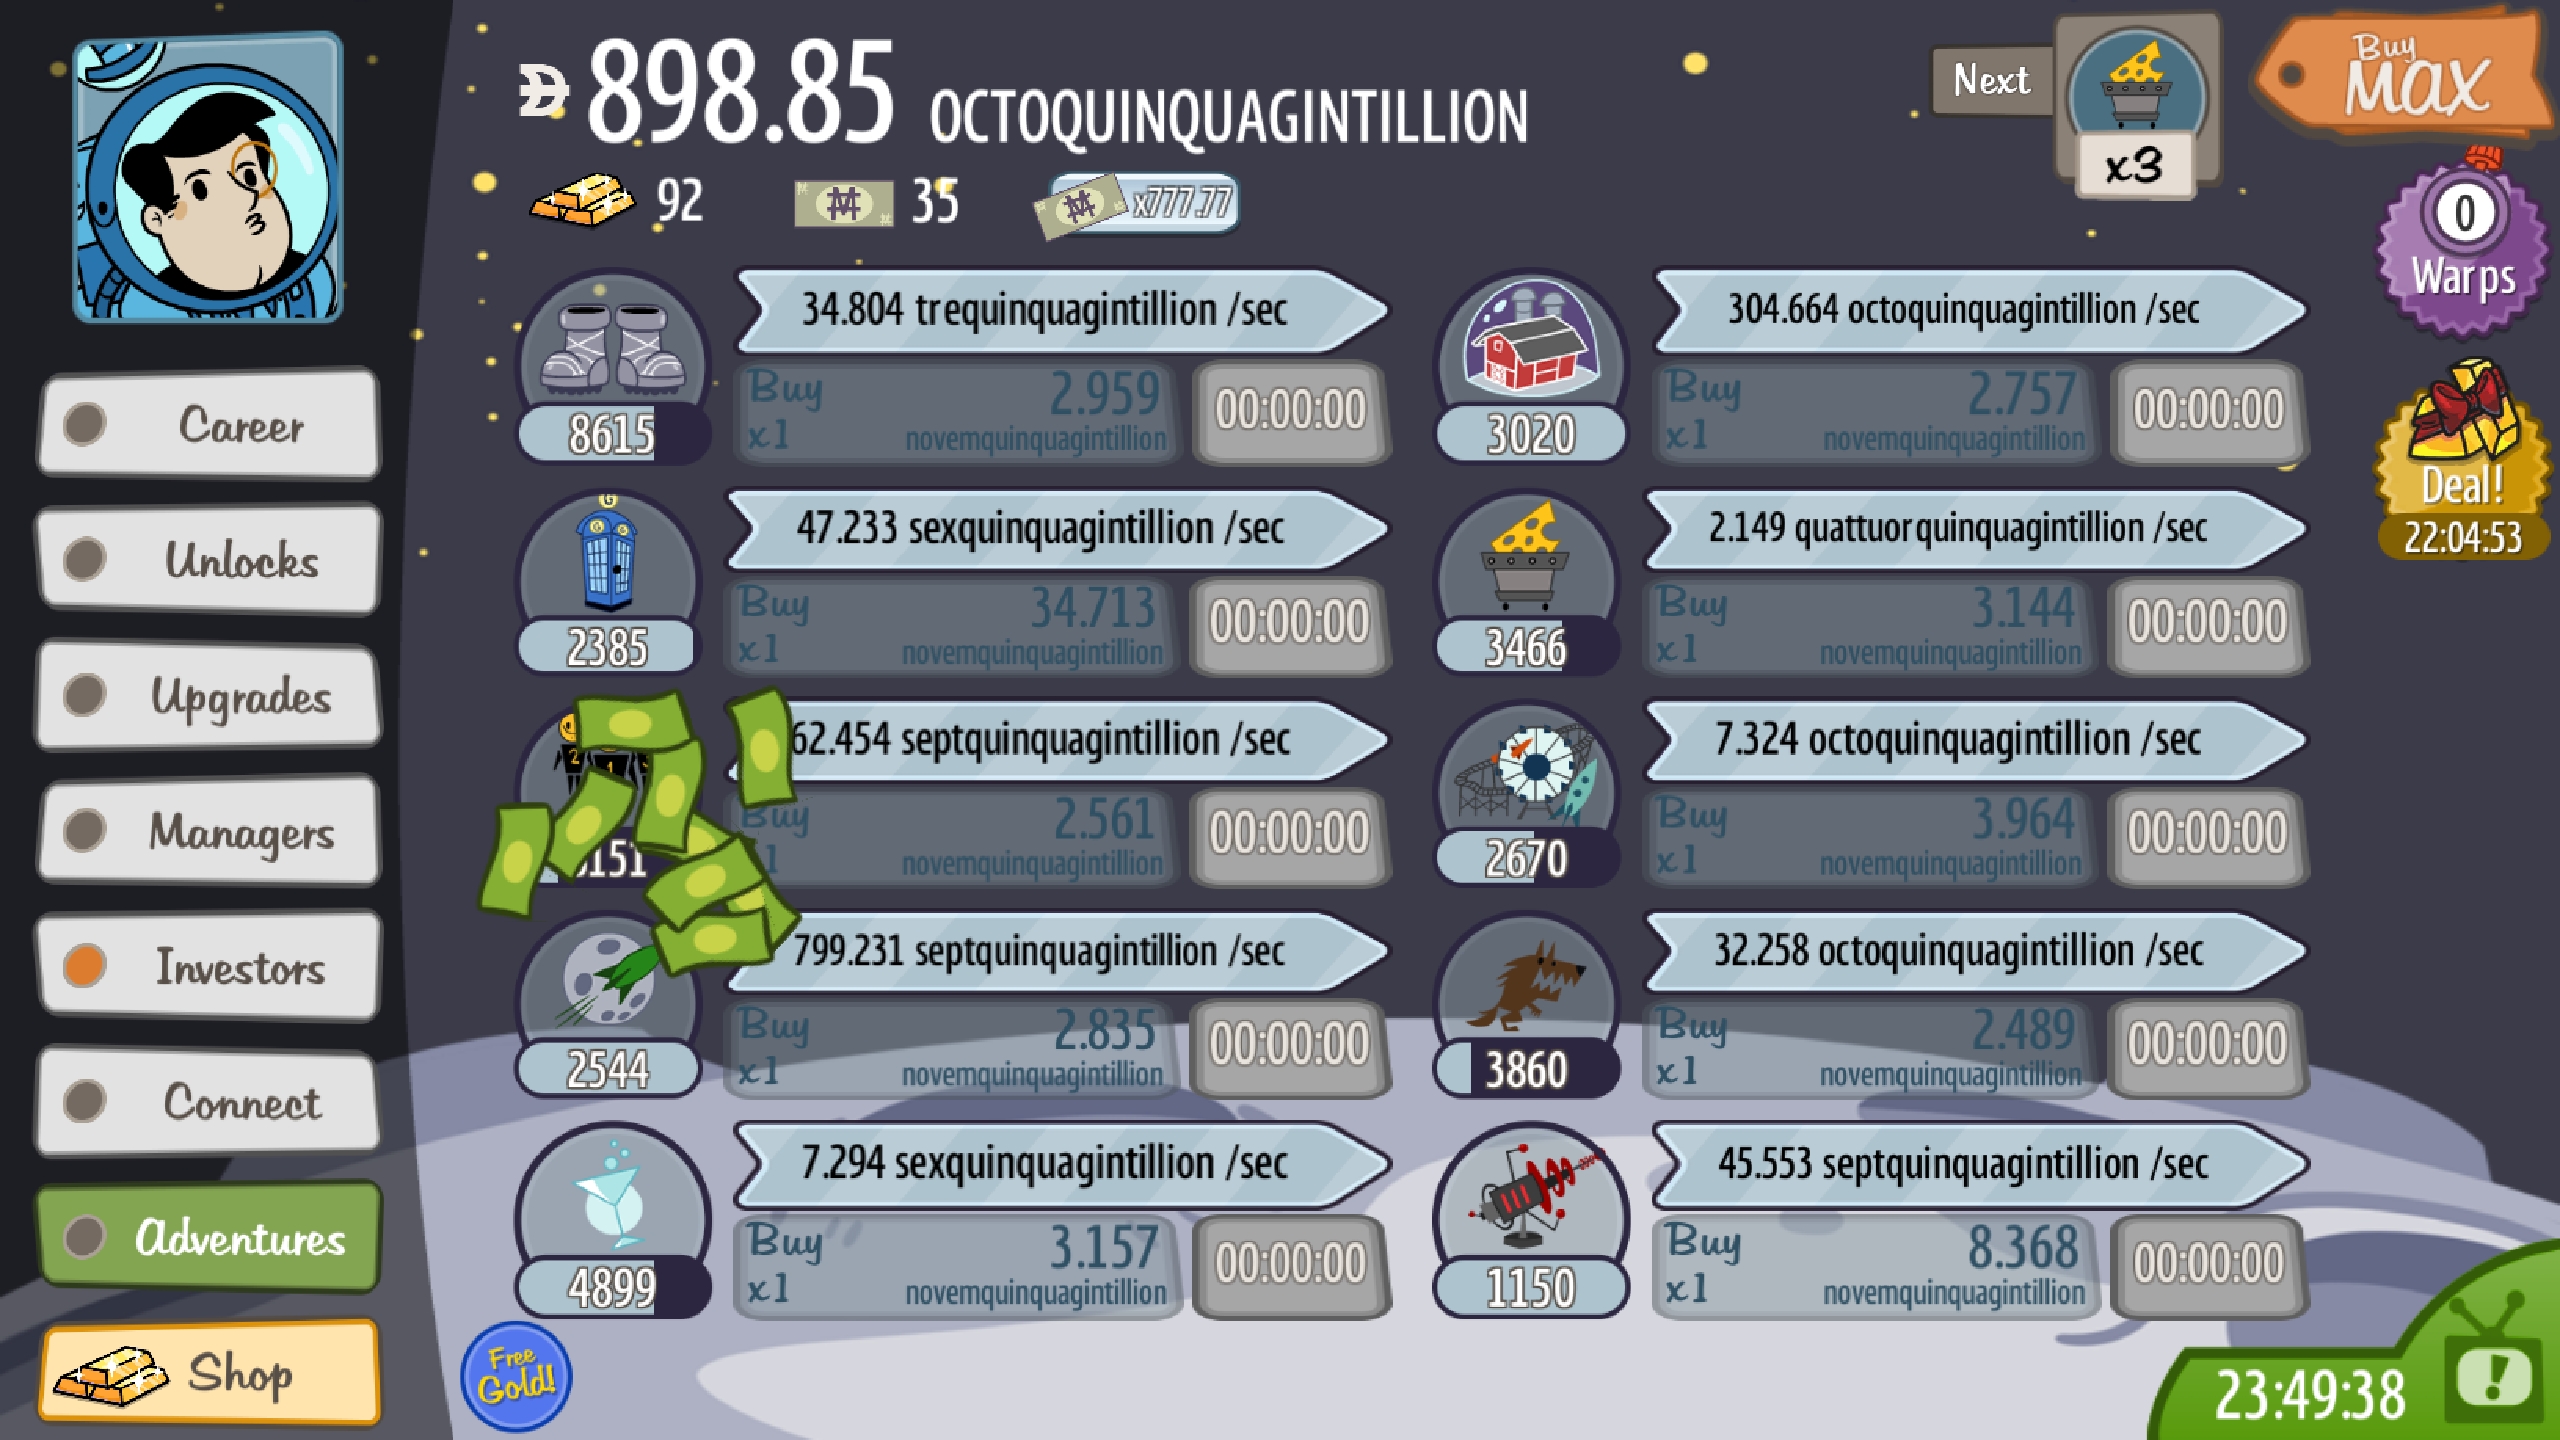 898.85 OCTOQUINQUAGINTILLION
Next
x3
Buy
MAX
92
35
x777.77
0
Warps
Deal!
22:04:53
Career
Unlocks
Upgrades
Managers
Investors
Connect
Adventures
Shop
34.804 trequinquagintillion /sec
Buy 2.959
x1 novemquinquagintillion
00:00:00
8615
304.664 octoquinquagintillion /sec
Buy 2.757
x1 novemquinquagintillion
00:00:00
3020
47.233 sexquinquagintillion /sec
Buy 34.713
x1 novemquinquagintillion
00:00:00
2385
2.149 quattuorquinquagintillion /sec
Buy 3.144
x1 novemquinquagintillion
00:00:00
3466
62.454 septquinquagintillion /sec
Buy 2.561
novemquinquagintillion
00:00:00
7.324 octoquinquagintillion /sec
Buy 3.964
x1 novemquinquagintillion
00:00:00
2670
799.231 septquinquagintillion /sec
Buy 2.835
x1 novemquinquagintillion
00:00:00
2544
32.258 octoquinquagintillion /sec
Buy 2.489
x1 novemquinquagintillion
00:00:00
3860
7.294 sexquinquagintillion /sec
Buy 3.157
x1 novemquinquagintillion
00:00:00
4899
45.553 septquinquagintillion /sec
Buy 8.368
x1 novemquinquagintillion
00:00:00
1150
Free
Gold!
23:49:38